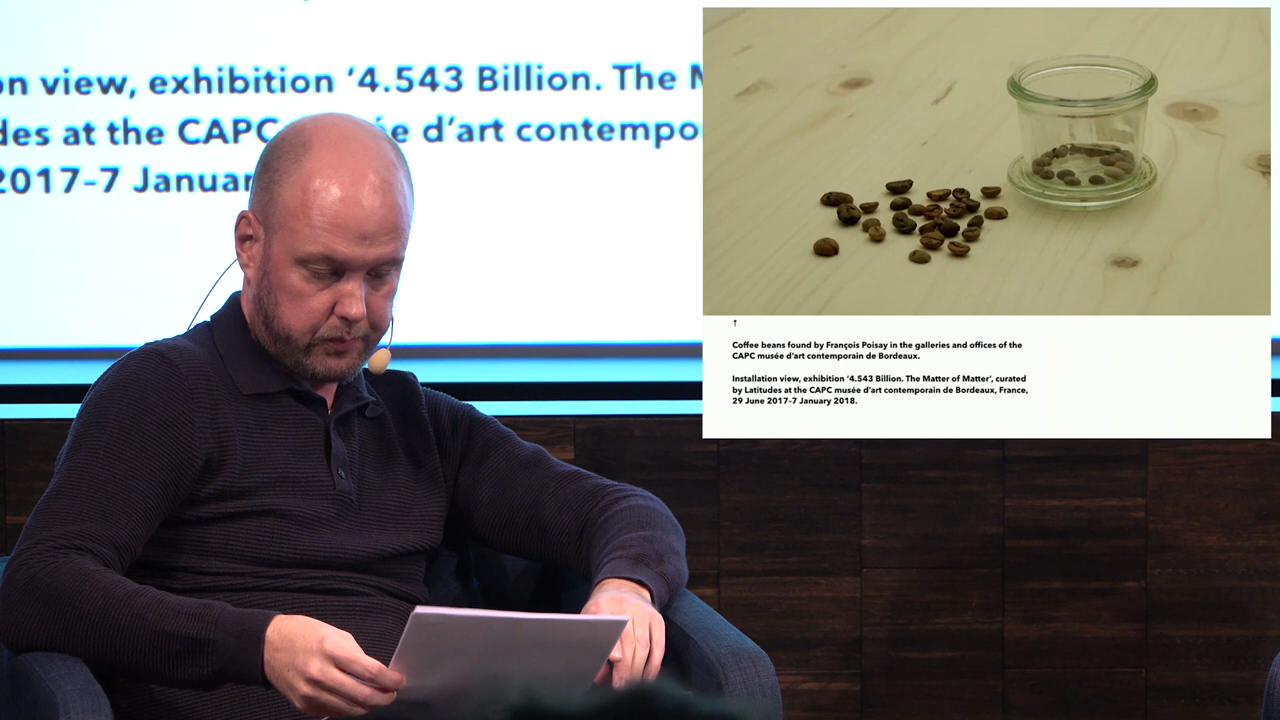 on view, exhibition ‘4.543 Billion. The M
des at the CAPC
e d’art contempo
2017–7 Januar
↑
Coffee beans found by François Poisay in the galleries and offices of the
CAPC musée d’art contemporain de Bordeaux.
Installation view, exhibition ‘4.543 Billion. The Matter of Matter’, curated
by Latitudes at the CAPC musée d’art contemporain de Bordeaux, France,
29 June 2017–7 January 2018.